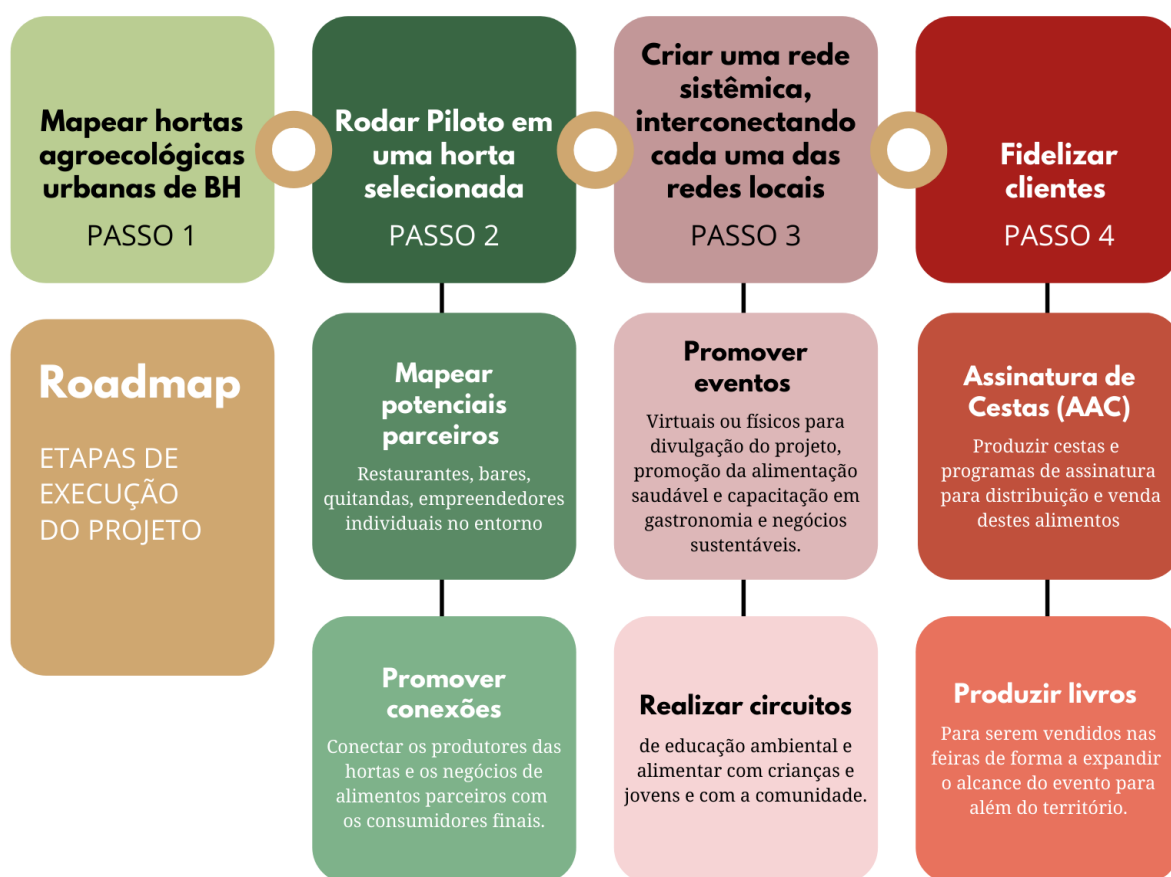 Mapear hortas
agroecológicas
urbanas de BH
PASSO 1
Rodar Piloto em
uma horta
selecionada
PASSO 2
Criar uma rede
sistêmica,
interconectando
cada uma das
redes locais
PASSO 3
Fidelizar
clientes
PASSO 4
Roadmap
ETAPAS DE
EXECUÇÃO
DO PROJETO
Mapear
potenciais
parceiros
Restaurantes, bares,
quitandas, empreendedores
individuais no entorno
Promover
eventos
Virtuais ou físicos para
divulgação do projeto,
promoção da alimentação
saudável e capacitação em
gastronomia e negócios
sustentáveis.
Assinatura de
Cestas (AAC)
Produzir cestas e
programas de assinatura
para distribuição e venda
destes alimentos
Promover
conexões
Conectar os produtores das
hortas e os negócios de
alimentos parceiros com
os consumidores finais.
Realizar circuitos
de educação ambiental e
alimentar com crianças e
jovens e com a comunidade.
Produzir livros
Para serem vendidos nas
feiras de forma a expandir
o alcance do evento para
além do território.